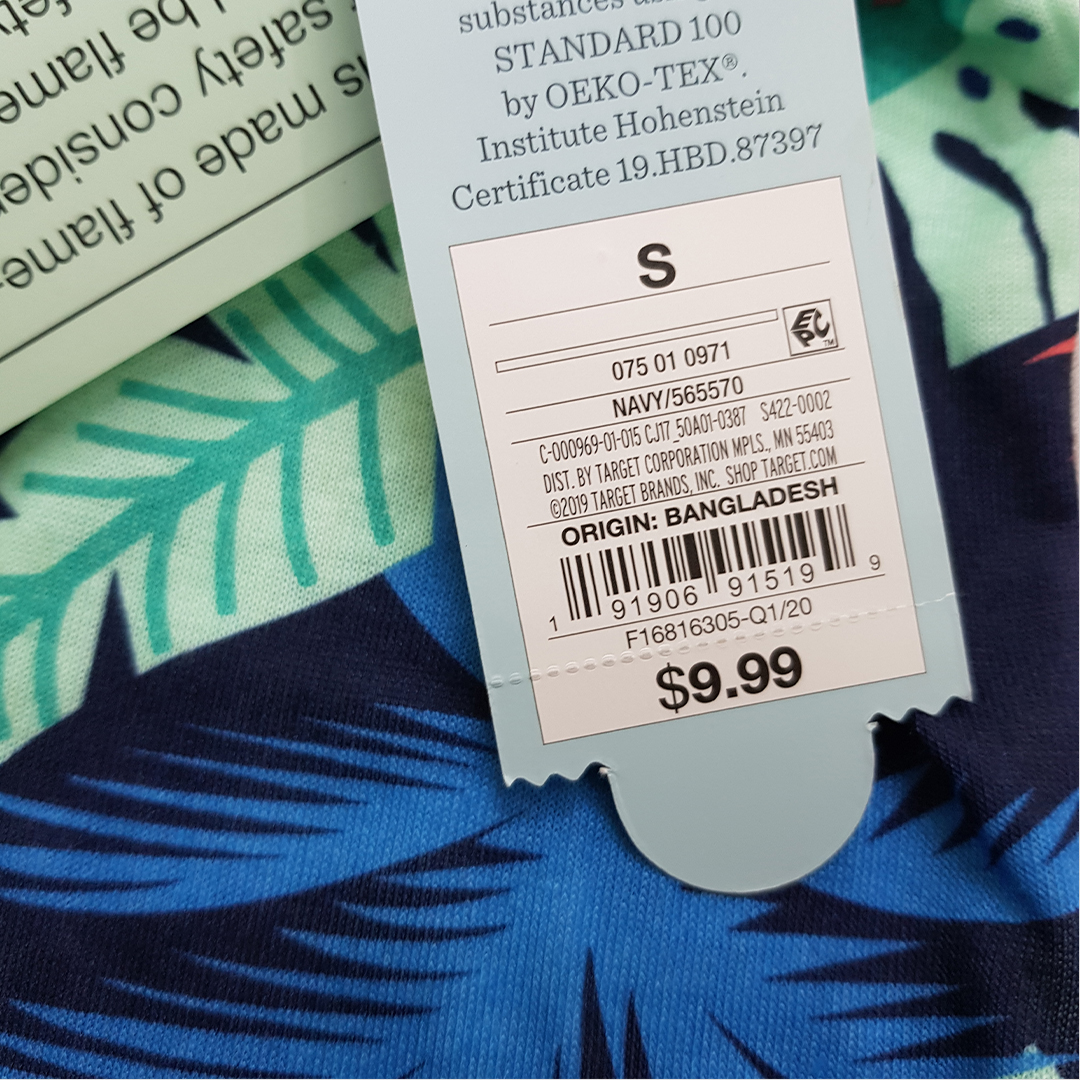 substances
STANDARD 100
by OEKO-TEX®.
Institute Hohenstein
Certificate 19.HBD.87397
S
EPC™
075 01 0971
NAVY/565570
C-000969-01-015 CJ17_50A01-0387 S422-0002
DIST. BY TARGET CORPORATION MPLS., MN 55403
©2019 TARGET BRANDS, INC. SHOP TARGET.COM
ORIGIN: BANGLADESH
1 91906 91519 9
F16816305-Q1/20
$9.99
made of flame-
safety
be flame